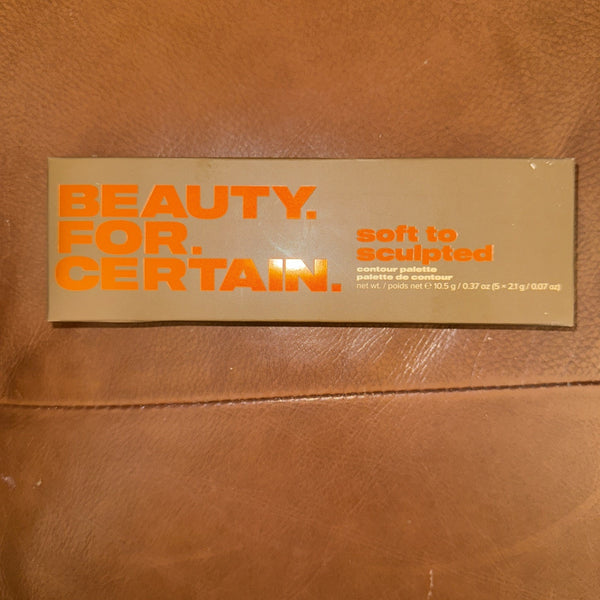 BEAUTY.
FOR.
CERTAIN.
soft to
sculpted
contour palette
palette de contour
net wt. / poids net ℮ 10.5 g / 0.37 oz (5 × 2.1 g / 0.07 oz)